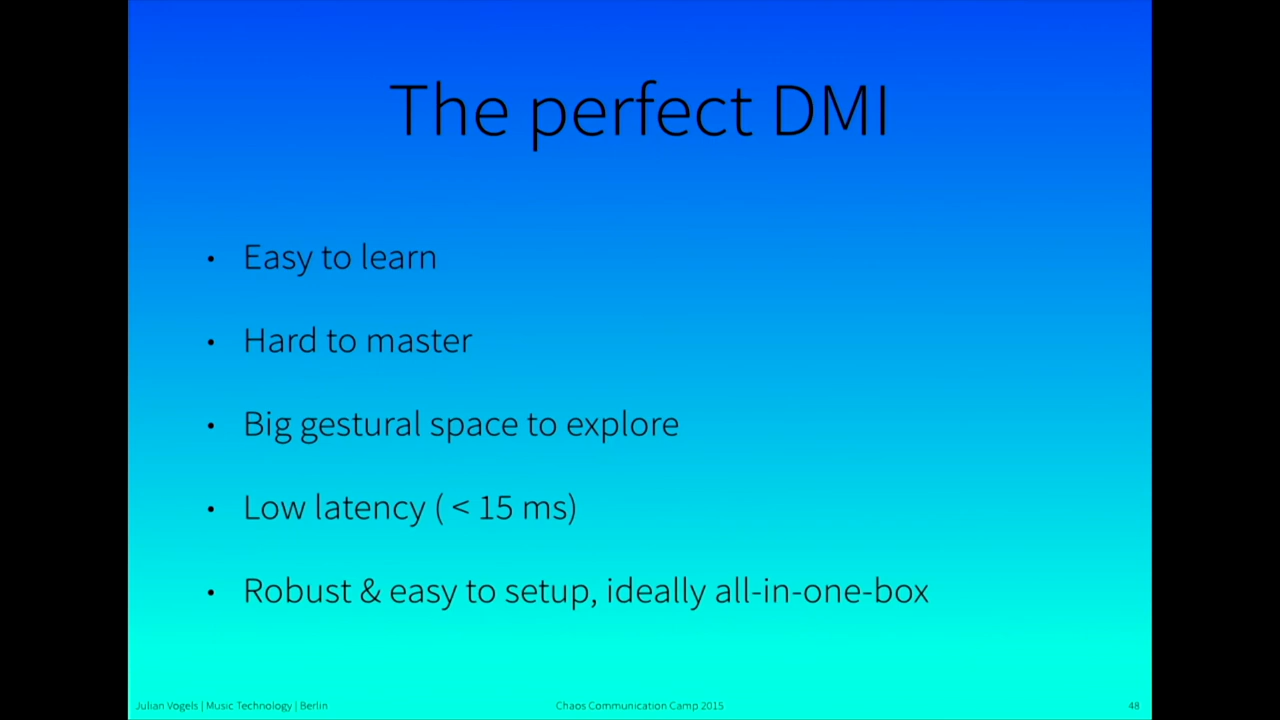 The perfect DMI
• Easy to learn
• Hard to master
• Big gestural space to explore
• Low latency ( < 15 ms)
• Robust & easy to setup, ideally all-in-one-box
Julian Vogels | Music Technology | Berlin
Chaos Communication Camp 2015
48